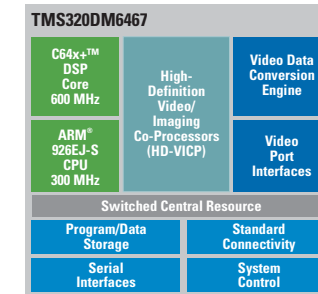 TMS320DM6467
C64x+™
DSP
Core
600 MHz
High-
Definition
Video/
Imaging
Co-Processors
(HD-VICP)
Video Data
Conversion
Engine
ARM®
926EJ-S
CPU
300 MHz
Video
Port
Interfaces
Switched Central Resource
Program/Data
Storage
Standard
Connectivity
Serial
Interfaces
System
Control